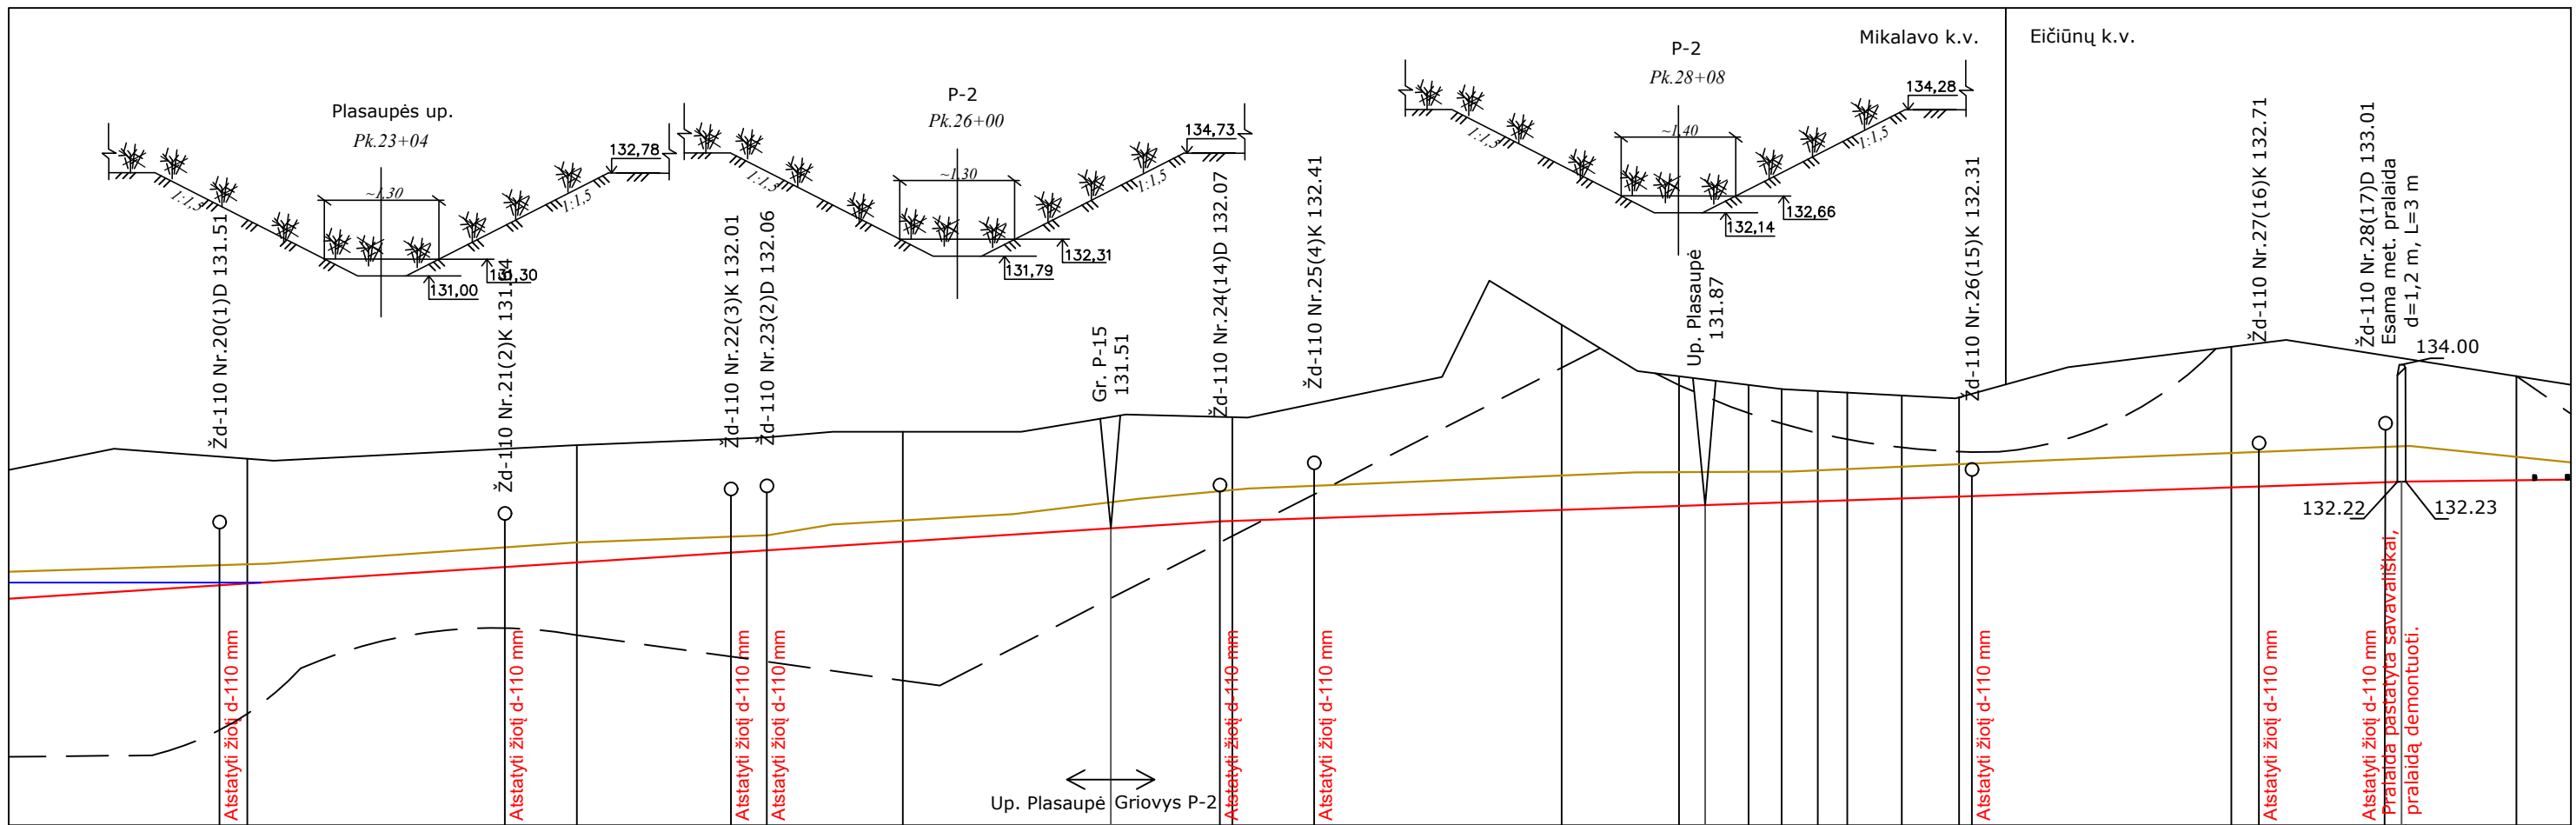 Plasaupės up.
Pk.23+04
132,78
~1,30
1:1,5
1:1,5
131,30
131,00
P-2
Pk.26+00
134,73
~1,30
1:1,5
1:1,5
132,31
131,79
P-2
Pk.28+08
134,28
~1,40
1:1,5
1:1,5
132,66
132,14
Mikalavo k.v.
Eičiūnų k.v.
Žd-110 Nr.20(1)D 131.51
Žd-110 Nr.22(3)K 132.01
Žd-110 Nr.23(2)D 132.06
Gr. P-15
131.51
Žd-110 Nr.24(14)D 132.07
Žd-110 Nr.25(4)K 132.41
Up. Plasaupė
131.87
Žd-110 Nr.26(15)K 132.31
Žd-110 Nr.27(16)K 132.71
Žd-110 Nr.28(17)D 133.01
Esama met. pralaida
d=1,2 m, L=3 m
134.00
132.22
132.23
Atstatyti žiotį d-110 mm
Atstatyti žiotį d-110 mm
Atstatyti žiotį d-110 mm
Atstatyti žiotį d-110 mm
Atstatyti žiotį d-110 mm
Atstatyti žiotį d-110 mm
Atstatyti žiotį d-110 mm
Atstatyti žiotį d-110 mm
Atstatyti žiotį d-110 mm
Pralaida pastatyta savavališkai,
pralaidą demontuoti.
Up. Plasaupė
Griovys P-2
Žd-110 Nr.21(2)K